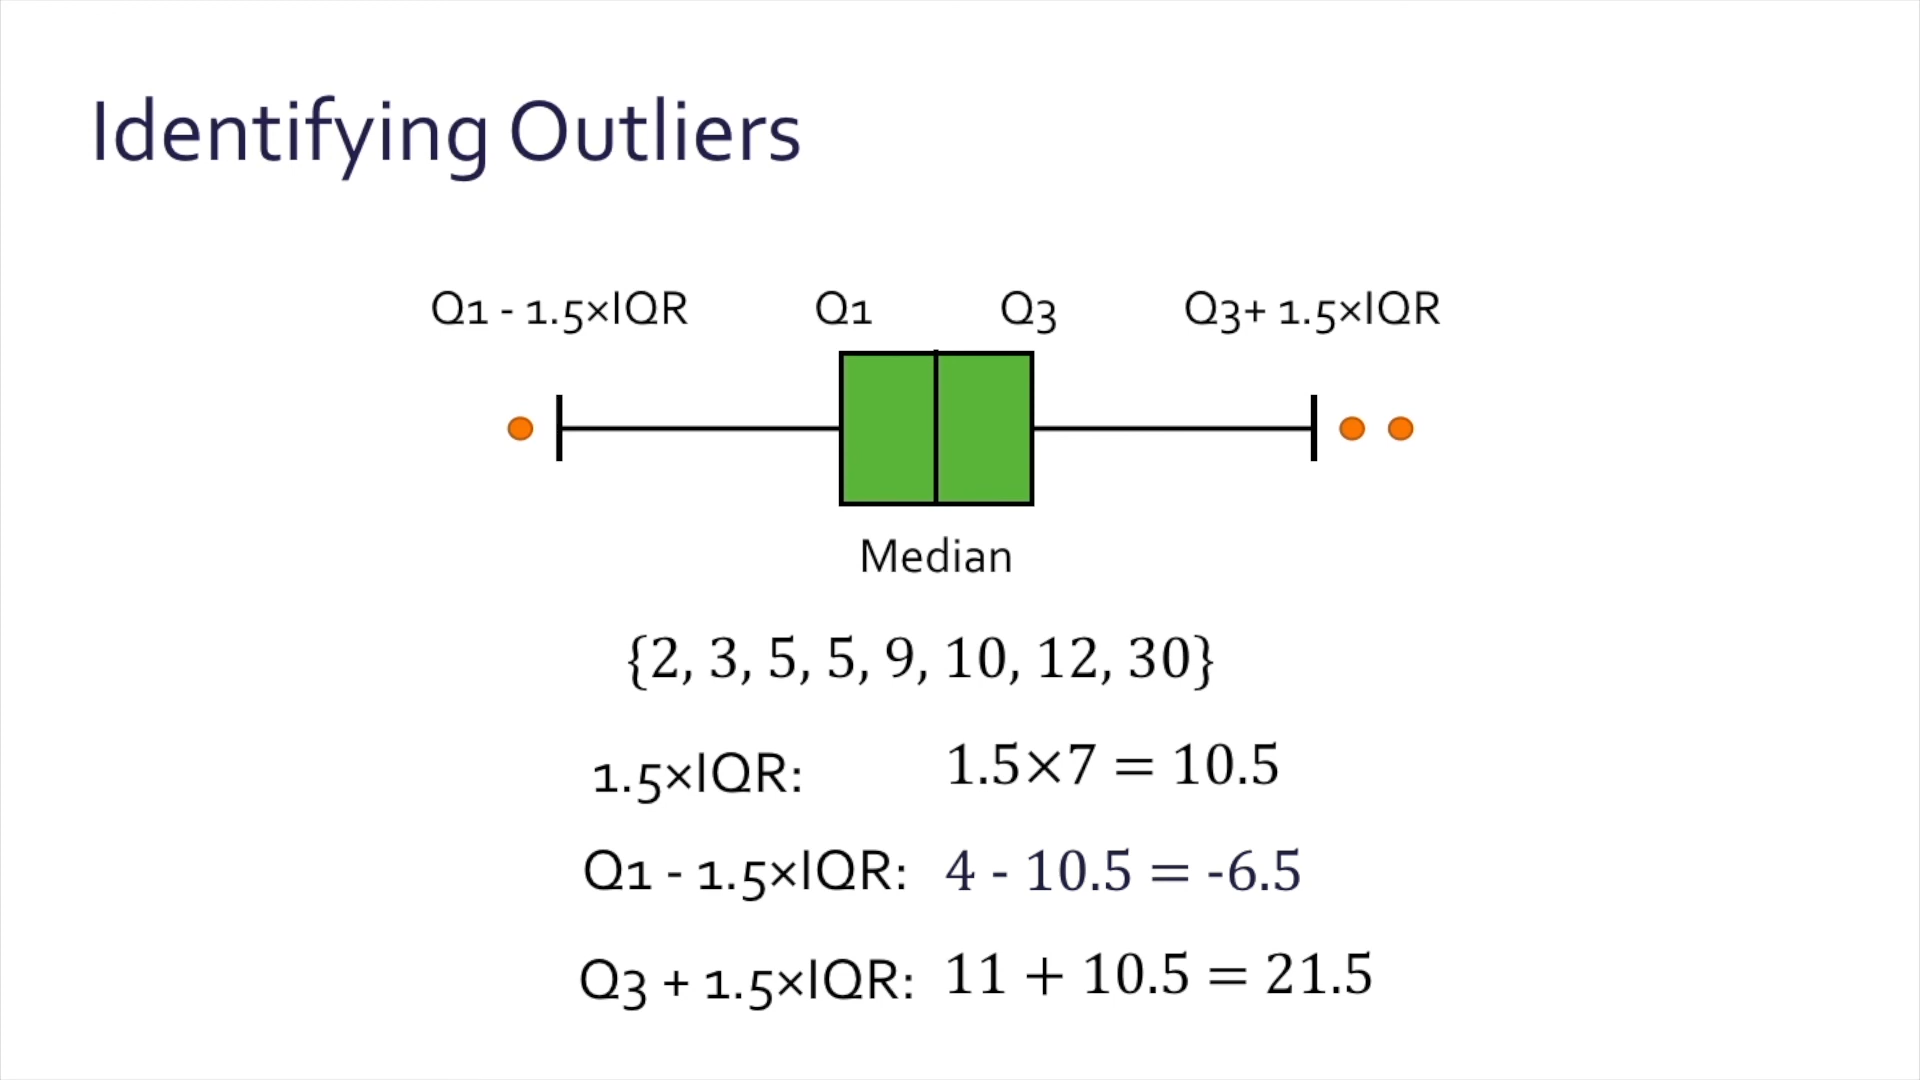 Identifying Outliers
Q1 - 1.5×IQR Q1 Q3 Q3+ 1.5×IQR
Median
{2, 3, 5, 5, 9, 10, 12, 30}
1.5×IQR: 1.5×7 = 10.5
Q1 - 1.5×IQR: 4 - 10.5 = -6.5
Q3 + 1.5×IQR: 11 + 10.5 = 21.5